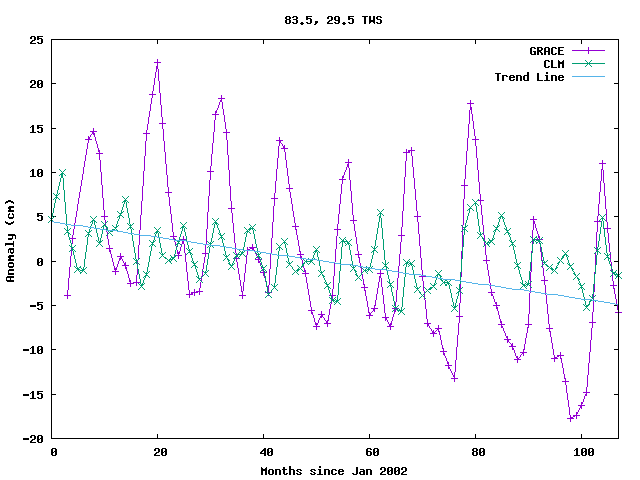 83.5, 29.5 TWS
GRACE
CLM
Trend Line
25
20
15
10
5
0
-5
-10
-15
-20
Anomaly (cm)
0 20 40 60 80 100
Months since Jan 2002